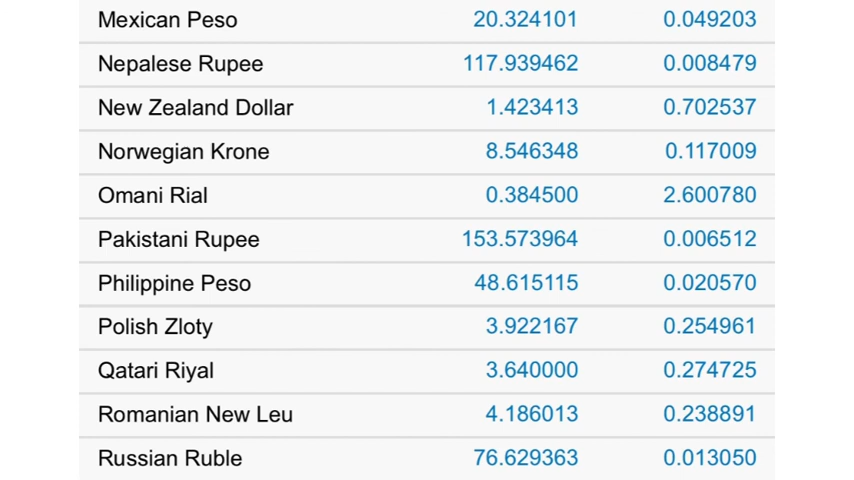 Mexican Peso 20.324101 0.049203
Nepalese Rupee 117.939462 0.008479
New Zealand Dollar 1.423413 0.702537
Norwegian Krone 8.546348 0.117009
Omani Rial 0.384500 2.600780
Pakistani Rupee 153.573964 0.006512
Philippine Peso 48.615115 0.020570
Polish Zloty 3.922167 0.254961
Qatari Riyal 3.640000 0.274725
Romanian New Leu 4.186013 0.238891
Russian Ruble 76.629363 0.013050